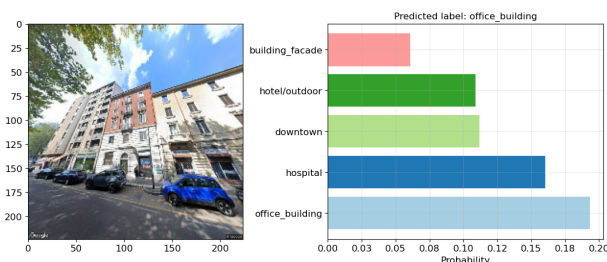 Predicted label: office_building
0
25
50
75
100
125
150
175
200
0
50
100
150
200
Google
building_facade
hotel/outdoor
downtown
hospital
office_building
0.00
0.03
0.05
0.08
0.10
0.12
0.15
0.18
0.20
Probability